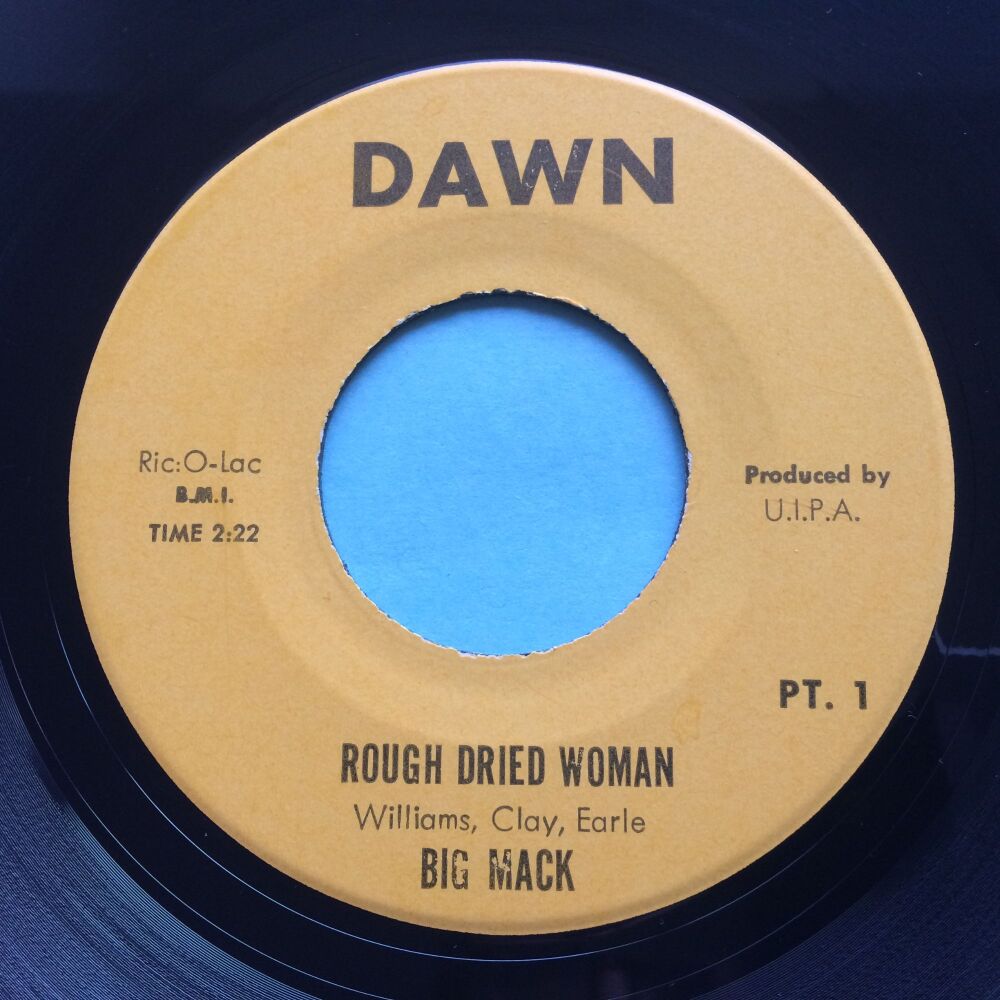 DAWN
Ric:O-Lac
B.M.I.
TIME 2:22
Produced by
U.I.P.A.
PT. 1
ROUGH DRIED WOMAN
Williams, Clay, Earle
BIG MACK